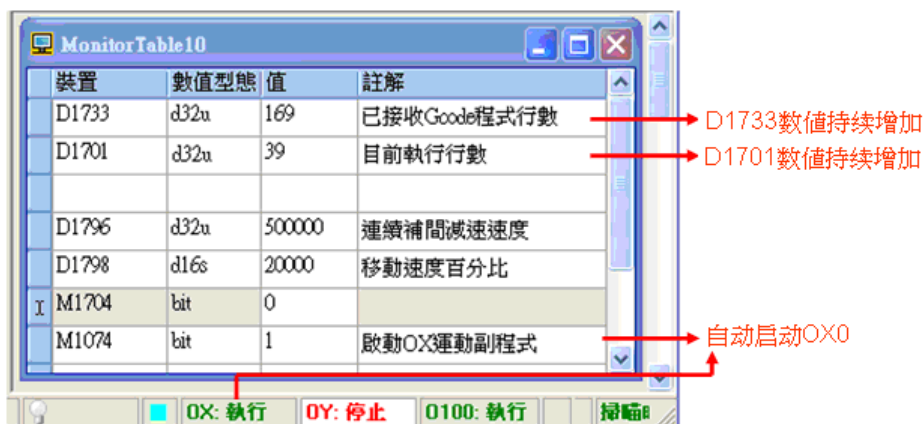 MonitorTable10
裝置 數值型態 值 註解
D1733 d32u 169 已接收Gcode程式行數
D1733数值持续增加
D1701 d32u 39 目前執行行數
D1701数值持续增加
D1796 d32u 500000 連續補間減速速度
D1798 d16s 20000 移動速度百分比
M1704 bit 0
M1074 bit 1 啟動OX運動副程式
自动启动OX0
OX: 執行 OY: 停止 O100: 執行 掃瞄